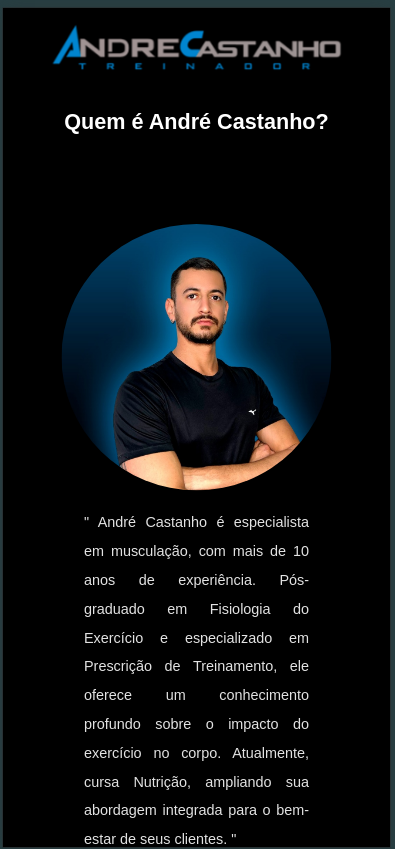 ANDRECASTANHO
TREINADOR
Quem é André Castanho?
" André Castanho é especialista
em musculação, com mais de 10
anos de experiência. Pós-
graduado em Fisiologia do
Exercício e especializado em
Prescrição de Treinamento, ele
oferece um conhecimento
profundo sobre o impacto do
exercício no corpo. Atualmente,
cursa Nutrição, ampliando sua
abordagem integrada para o bem-
estar de seus clientes. "